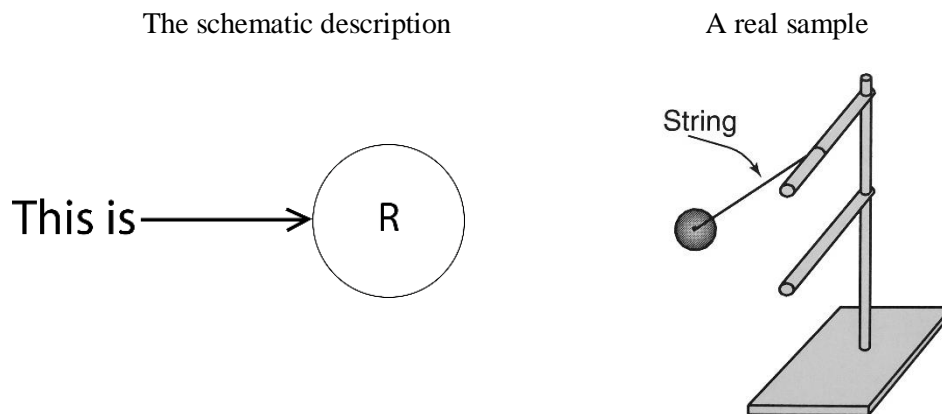 The schematic description
A real sample
String
This is
R